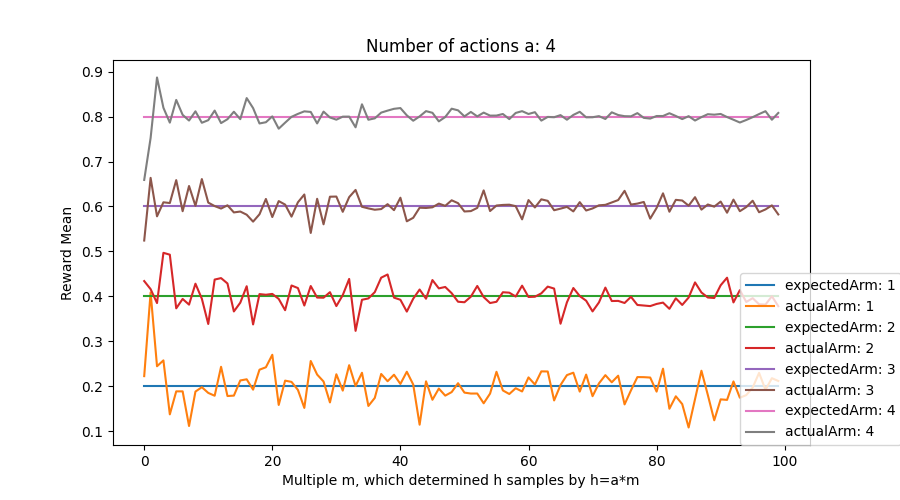 Number of actions a: 4
Reward Mean
0.9
0.8
0.7
0.6
0.5
0.4
0.3
0.2
0.1
expectedArm: 1
actualArm: 1
expectedArm: 2
actualArm: 2
expectedArm: 3
actualArm: 3
expectedArm: 4
actualArm: 4
0 20 40 60 80 100
Multiple m, which determined h samples by h=a*m